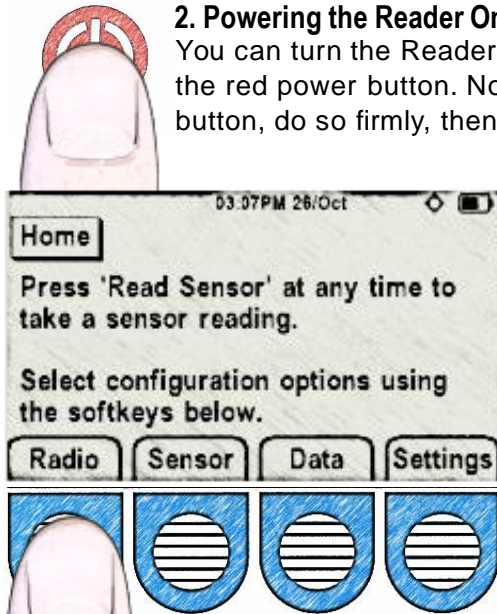 2. Powering the Reader On
You can turn the Reader
the red power button. No
button, do so firmly, then
03:07PM 26/Oct
Home
Press 'Read Sensor' at any time to
take a sensor reading.
Select configuration options using
the softkeys below.
Radio Sensor Data Settings